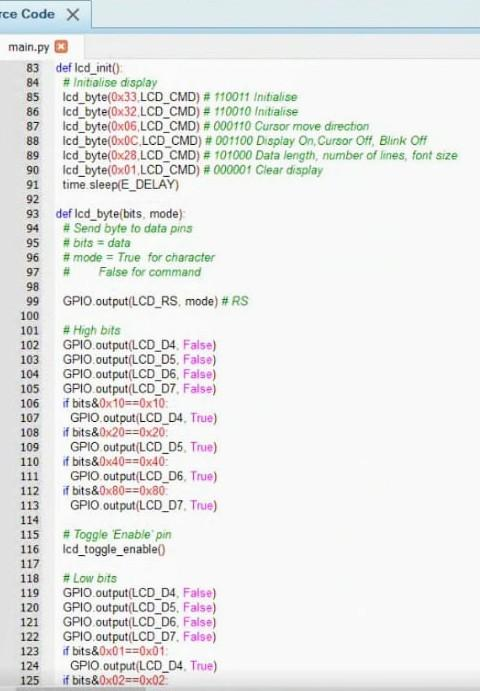 rce Code X
main.py
83 def lcd_init():
84 # Initialise display
85 lcd_byte(0x33,LCD_CMD) # 110011 Initialise
86 lcd_byte(0x32,LCD_CMD) # 110010 Initialise
87 lcd_byte(0x06,LCD_CMD) # 000110 Cursor move direction
88 lcd_byte(0x0C,LCD_CMD) # 001100 Display On,Cursor Off, Blink Off
89 lcd_byte(0x28,LCD_CMD) # 101000 Data length, number of lines, font size
90 lcd_byte(0x01,LCD_CMD) # 000001 Clear display
91 time.sleep(E_DELAY)
92
93 def lcd_byte(bits, mode):
94 # Send byte to data pins
95 # bits = data
96 # mode = True for character
97 # False for command
98
99 GPIO.output(LCD_RS, mode) # RS
100
101 # High bits
102 GPIO.output(LCD_D4, False)
103 GPIO.output(LCD_D5, False)
104 GPIO.output(LCD_D6, False)
105 GPIO.output(LCD_D7, False)
106 if bits&0x10==0x10:
107 GPIO.output(LCD_D4, True)
108 if bits&0x20==0x20:
109 GPIO.output(LCD_D5, True)
110 if bits&0x40==0x40:
111 GPIO.output(LCD_D6, True)
112 if bits&0x80==0x80:
113 GPIO.output(LCD_D7, True)
114
115 # Toggle 'Enable' pin
116 lcd_toggle_enable()
117
118 # Low bits
119 GPIO.output(LCD_D4, False)
120 GPIO.output(LCD_D5, False)
121 GPIO.output(LCD_D6, False)
122 GPIO.output(LCD_D7, False)
123 if bits&0x01==0x01:
124 GPIO.output(LCD_D4, True)
125 if bits&0x02==0x02: